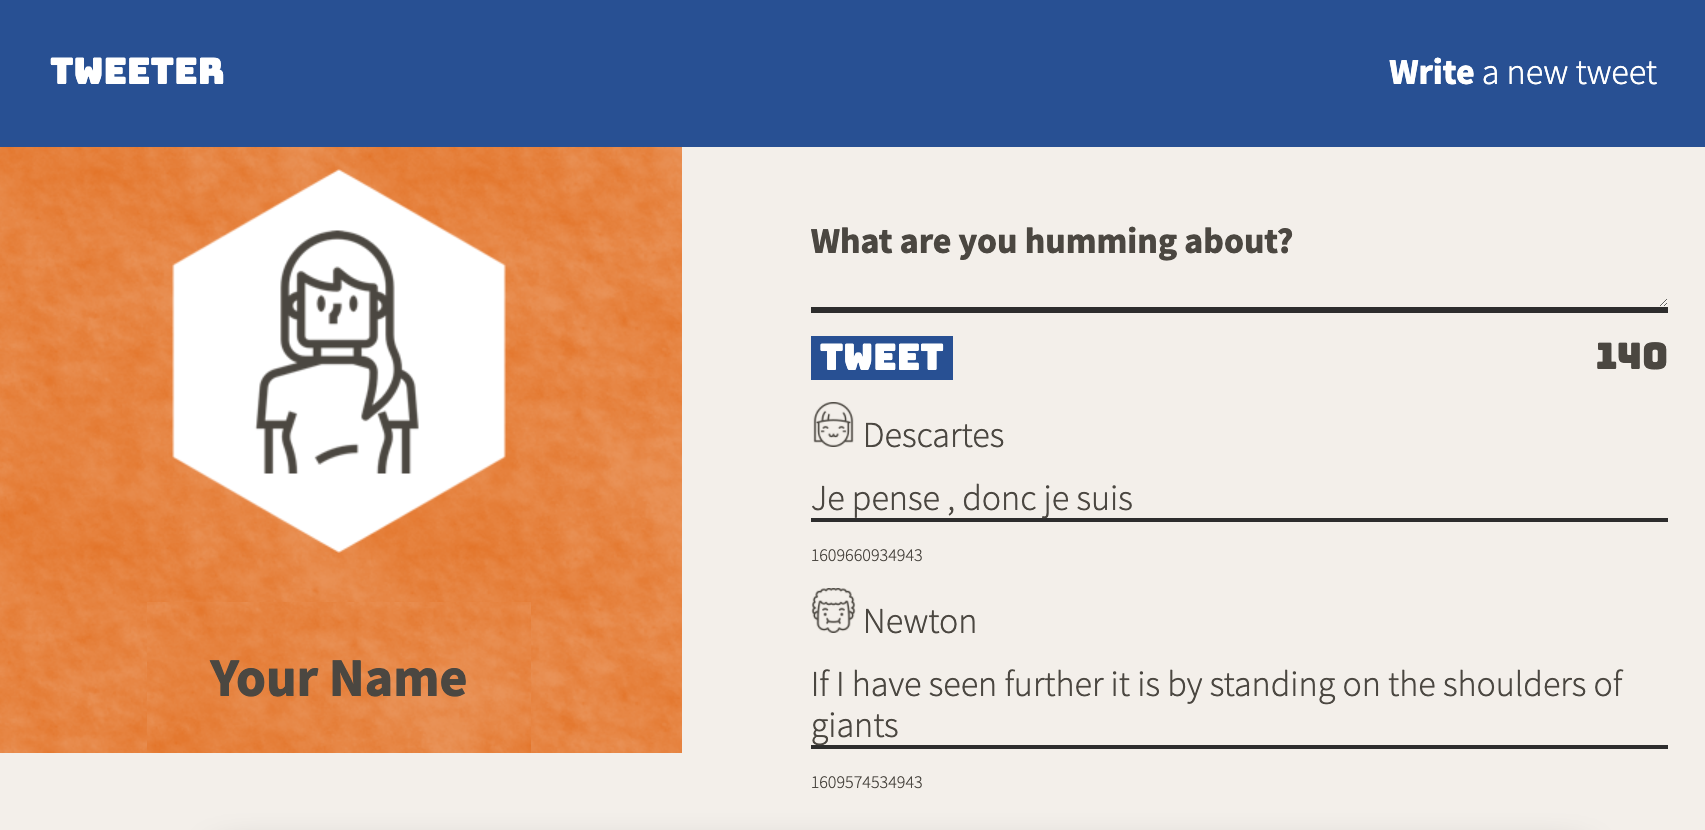 TWEETER
Write a new tweet
Your Name
What are you humming about?
TWEET
140
Descartes
Je pense , donc je suis
1609660934943
Newton
If I have seen further it is by standing on the shoulders of
giants
1609574534943